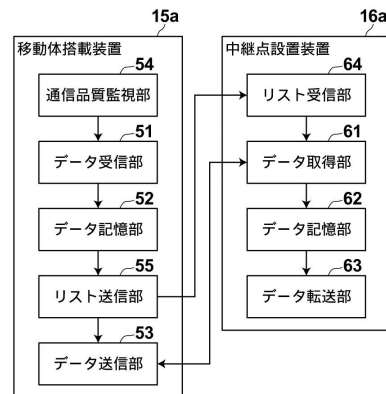 15a
移動体搭載装置
54
通信品質監視部
51
データ受信部
52
データ記憶部
55
リスト送信部
53
データ送信部
16a
中継点設置装置
64
リスト受信部
61
データ取得部
62
データ記憶部
63
データ転送部